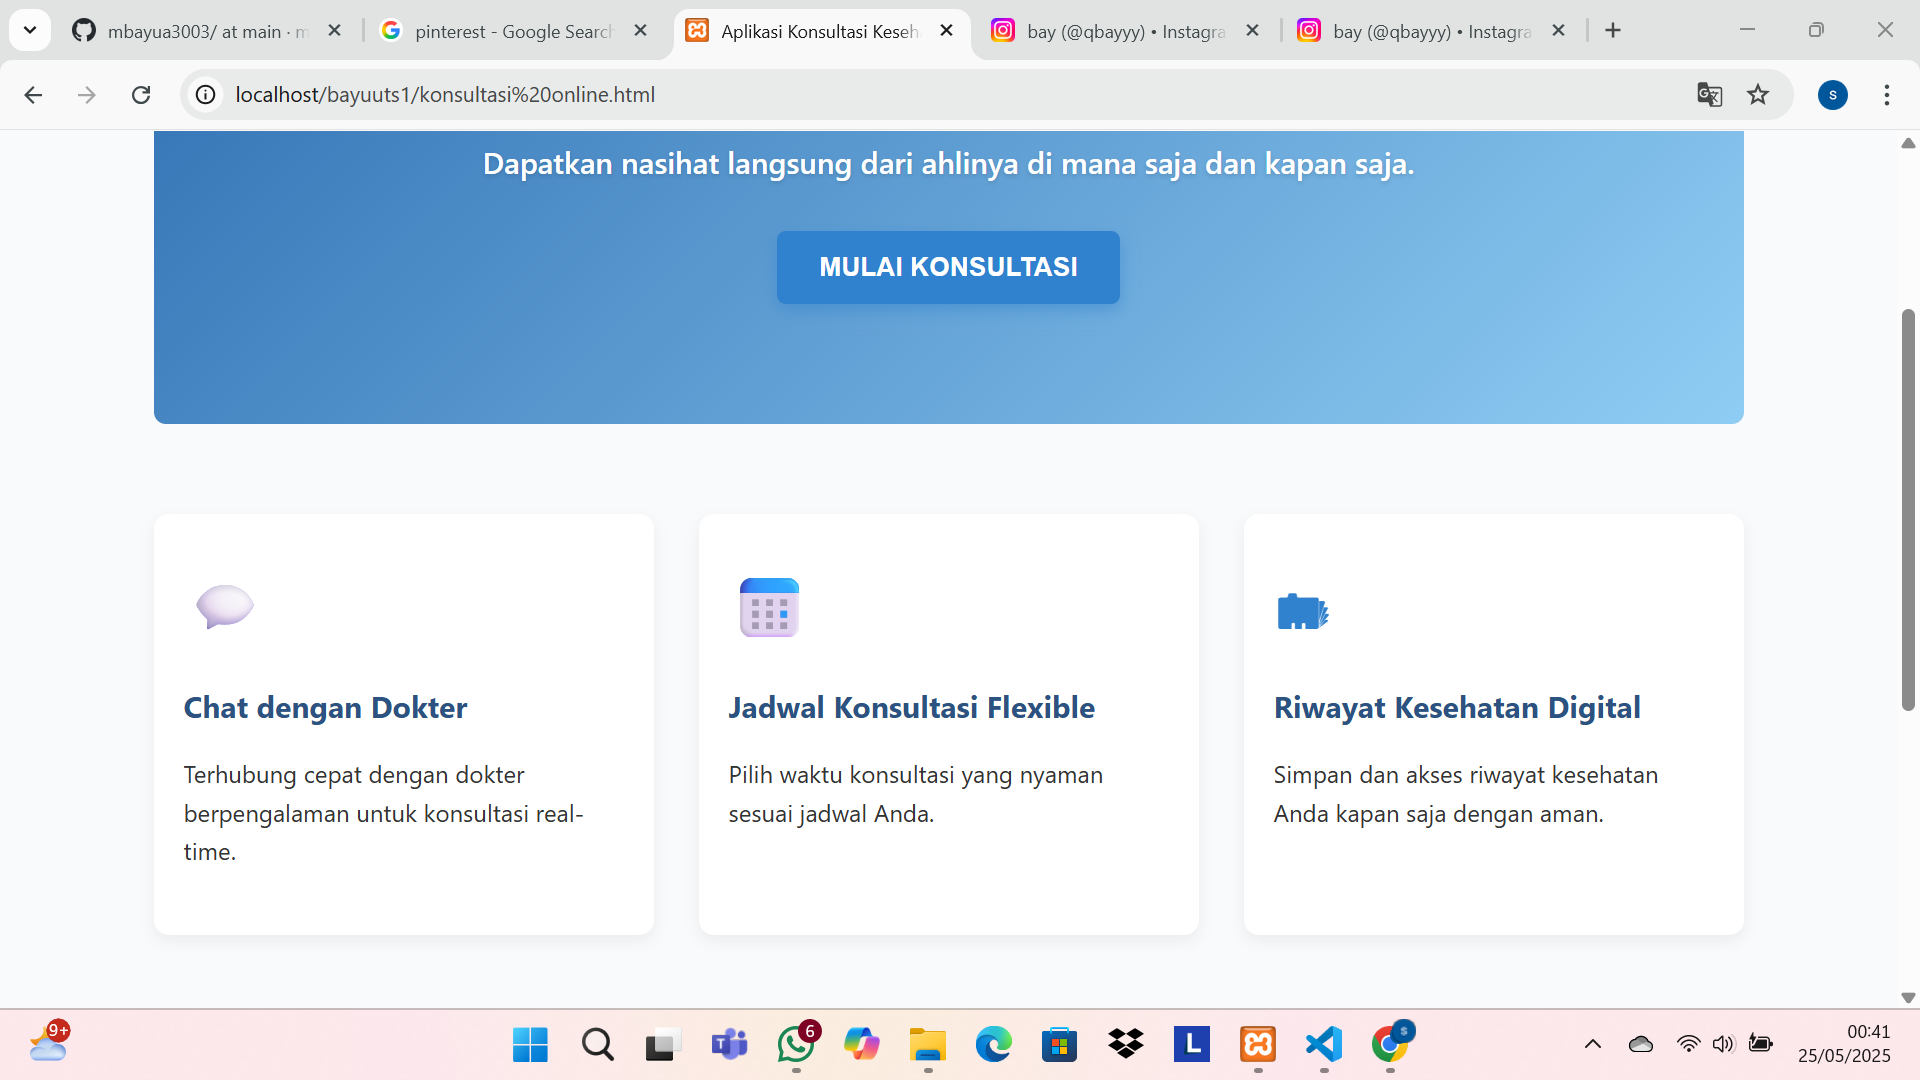 mbayua3003/ at main · m
pinterest - Google Search
Aplikasi Konsultasi Keseh
bay (@qbayyy) • Instagra
bay (@qbayyy) • Instagra
localhost/bayuuts1/konsultasi%20online.html
s
Dapatkan nasihat langsung dari ahlinya di mana saja dan kapan saja.
MULAI KONSULTASI
Chat dengan Dokter
Terhubung cepat dengan dokter
berpengalaman untuk konsultasi real-
time.
Jadwal Konsultasi Flexible
Pilih waktu konsultasi yang nyaman
sesuai jadwal Anda.
Riwayat Kesehatan Digital
Simpan dan akses riwayat kesehatan
Anda kapan saja dengan aman.
9+
6
00:41
25/05/2025